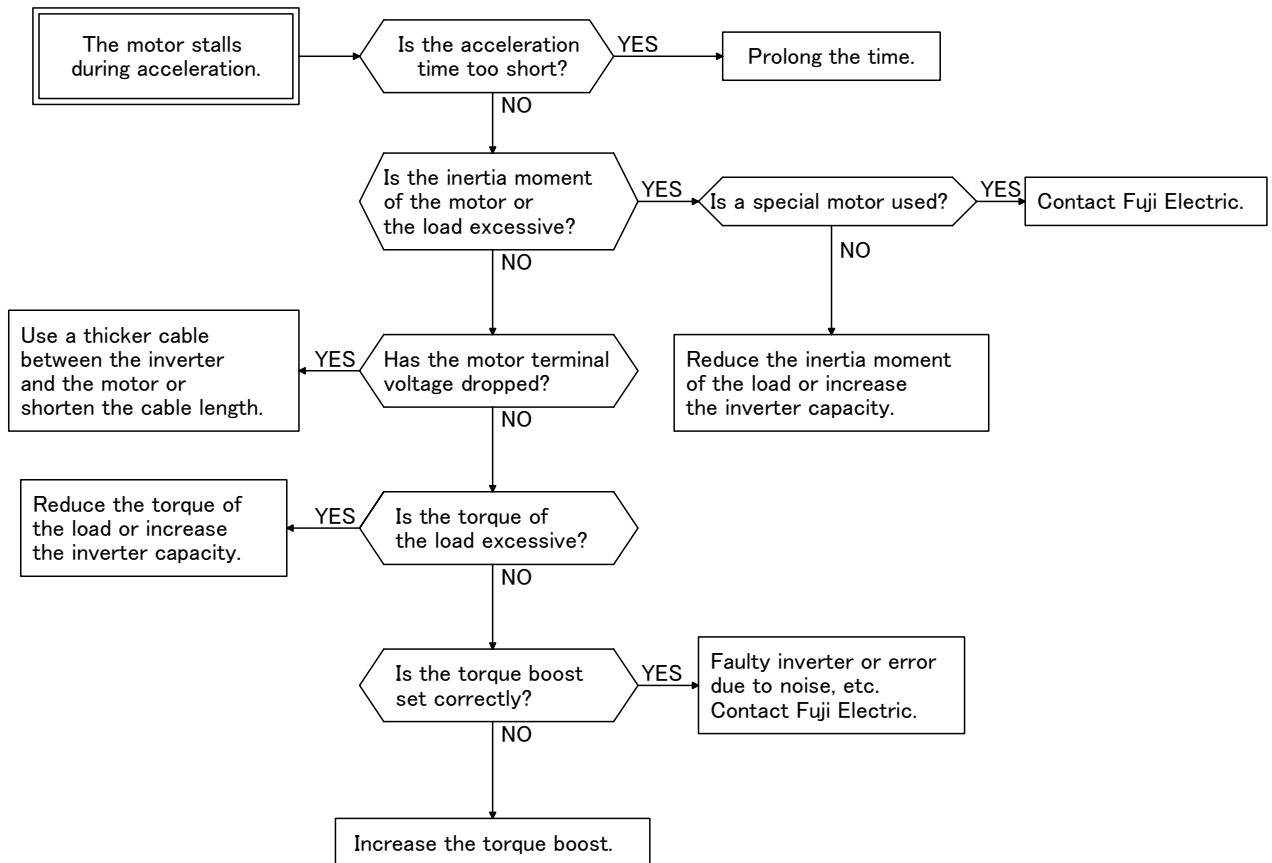 The motor stalls
during acceleration.
Is the acceleration
time too short?
YES
Prolong the time.
NO
Is the inertia moment
of the motor or
the load excessive?
YES
Is a special motor used?
YES
Contact Fuji Electric.
NO
NO
Reduce the inertia moment
of the load or increase
the inverter capacity.
Has the motor terminal
voltage dropped?
YES
Use a thicker cable
between the inverter
and the motor or
shorten the cable length.
NO
Is the torque of
the load excessive?
YES
Reduce the torque of
the load or increase
the inverter capacity.
NO
Is the torque boost
set correctly?
YES
Faulty inverter or error
due to noise, etc.
Contact Fuji Electric.
NO
Increase the torque boost.